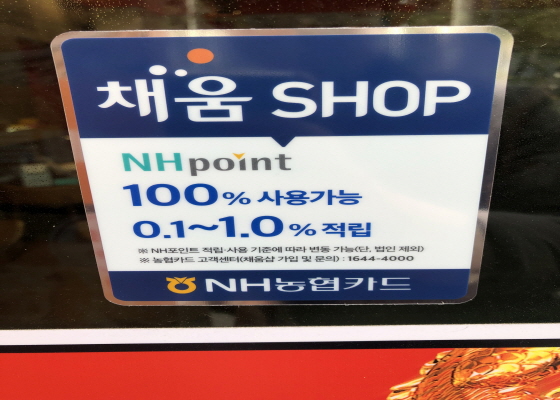 채움 SHOP
NHpoint
100% 사용가능
0.1~1.0% 적립
※ NH포인트 적립·사용 기준에 따라 변동 가능(단, 법인 제외)
※ 농협카드 고객센터(채움샵 가입 및 문의) : 1644-4000
NH농협카드